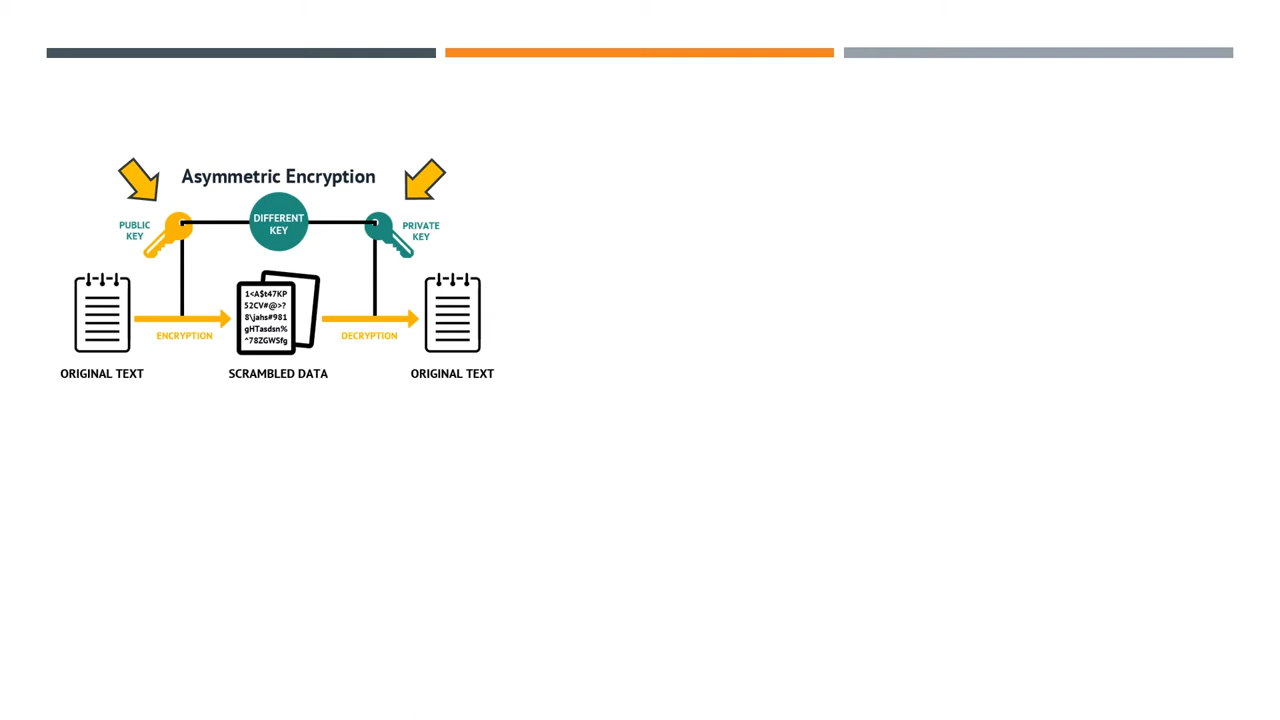 Asymmetric Encryption
PUBLIC
KEY
DIFFERENT
KEY
PRIVATE
KEY
1<A$t47KP
52CV#@>?
8\jahs#981
gHTasdsn%
^78ZGWSfg
ENCRYPTION
DECRYPTION
ORIGINAL TEXT
SCRAMBLED DATA
ORIGINAL TEXT